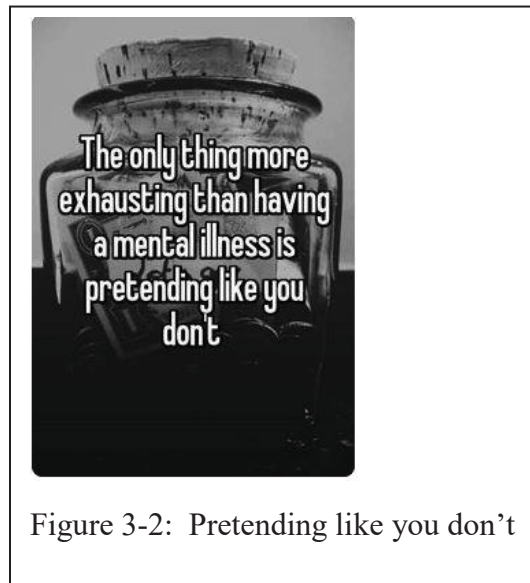 The only thing more
exhausting than having
a mental illness is
pretending like you
don't
Figure 3-2:  Pretending like you don’t